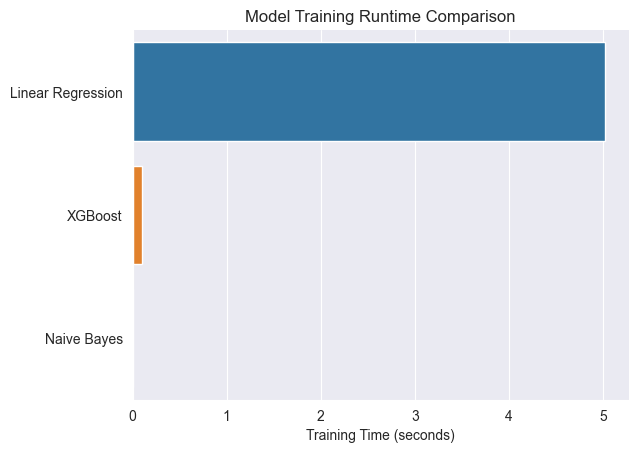 Model Training Runtime Comparison
Linear Regression
XGBoost
Naive Bayes
0 1 2 3 4 5
Training Time (seconds)